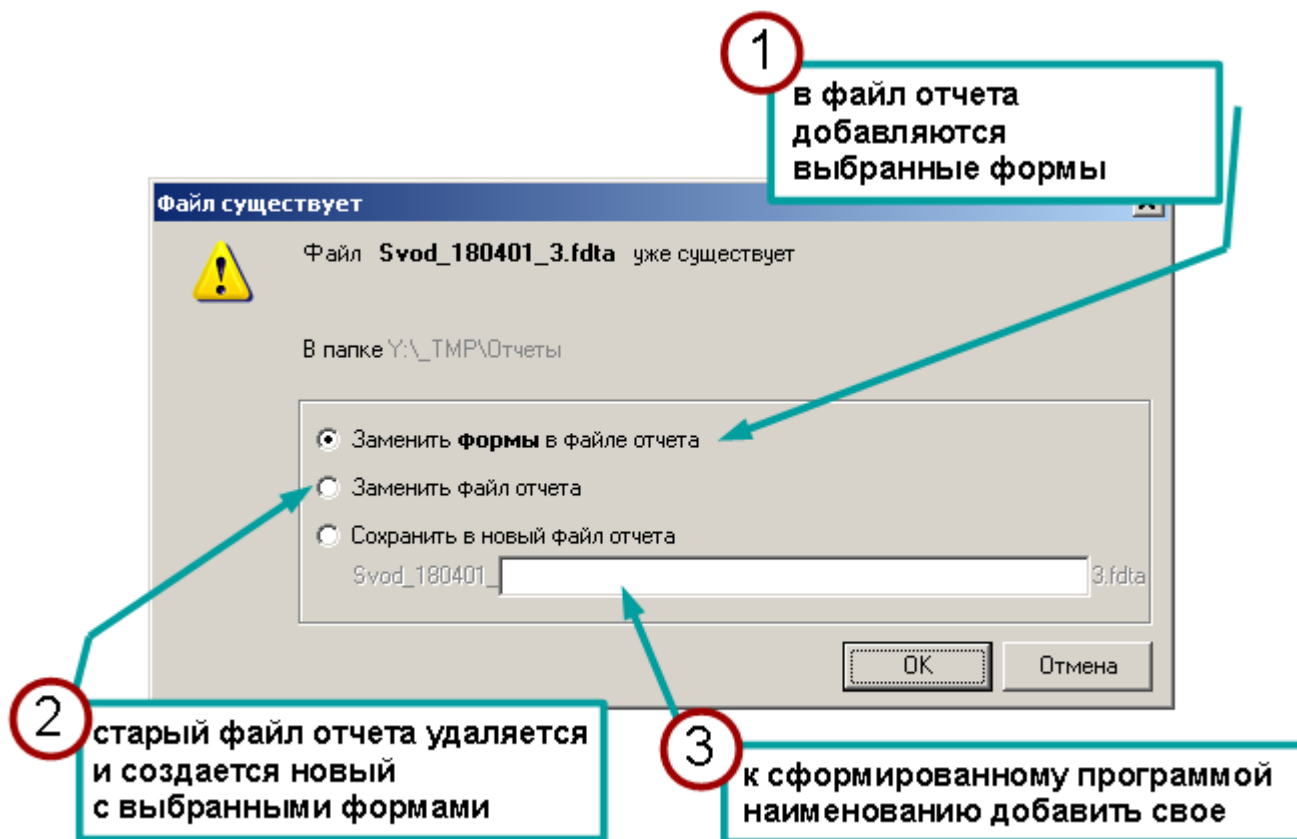 1
в файл отчета
добавляются
выбранные формы
Файл существует
Файл Svod_180401_3.fdta уже существует
В папке Y:\_TMP\Отчеты
Заменить формы в файле отчета
Заменить файл отчета
Сохранить в новый файл отчета
Svod_180401_ 3.fdta
OK Отмена
2
старый файл отчета удаляется
и создается новый
с выбранными формами
3
к сформированному программой
наименованию добавить свое